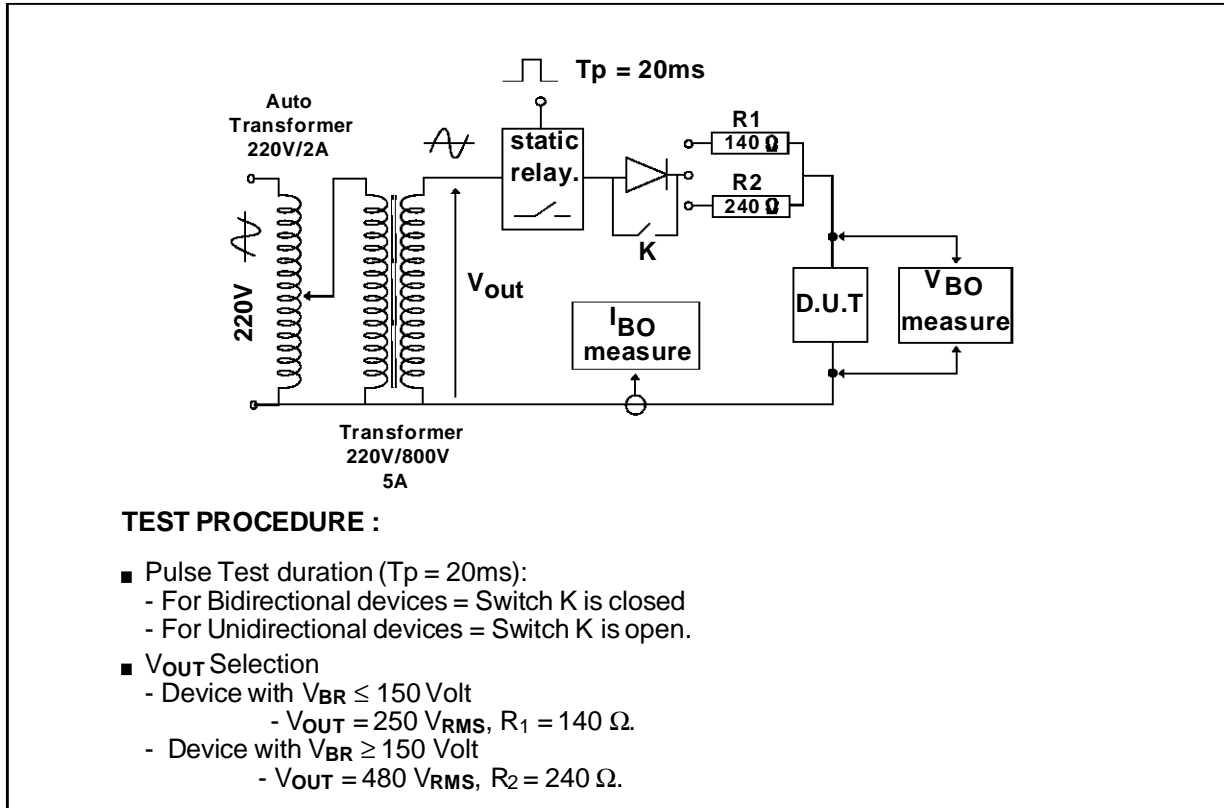 Tp = 20ms
Auto
Transformer
220V/2A
static
relay.
R1
140 Ω
R2
240 Ω
K
220V
Vout
IBO
measure
D.U.T
VBO
measure
Transformer
220V/800V
5A
TEST PROCEDURE :
■ Pulse Test duration (Tp = 20ms):
- For Bidirectional devices = Switch K is closed
- For Unidirectional devices = Switch K is open.
■ VOUT Selection
- Device with VBR ≤ 150 Volt
- VOUT = 250 VRMS, R1 = 140 Ω.
- Device with VBR ≥ 150 Volt
- VOUT = 480 VRMS, R2 = 240 Ω.